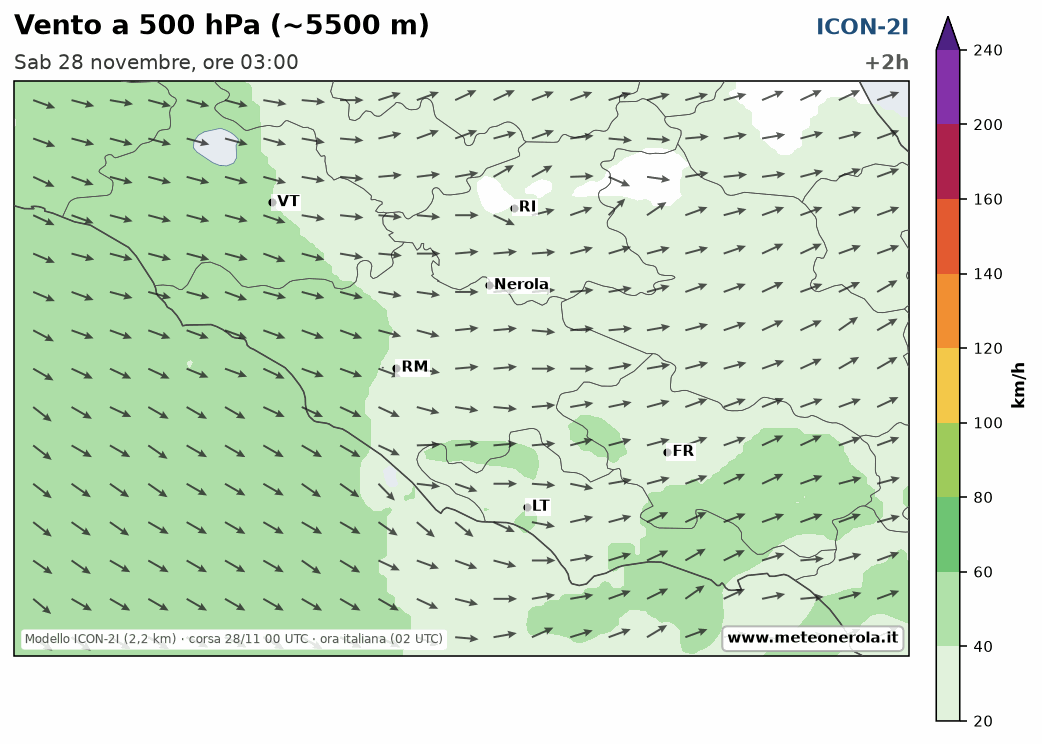 Vento a 500 hPa (~5500 m)
ICON-2I
Sab 28 novembre, ore 03:00
+2h
VT
RI
Nerola
RM
FR
LT
240
200
160
140
120
100
80
60
40
20
km/h
Modello ICON-2I (2,2 km) · corsa 28/11 00 UTC · ora italiana (02 UTC)
www.meteonerola.it